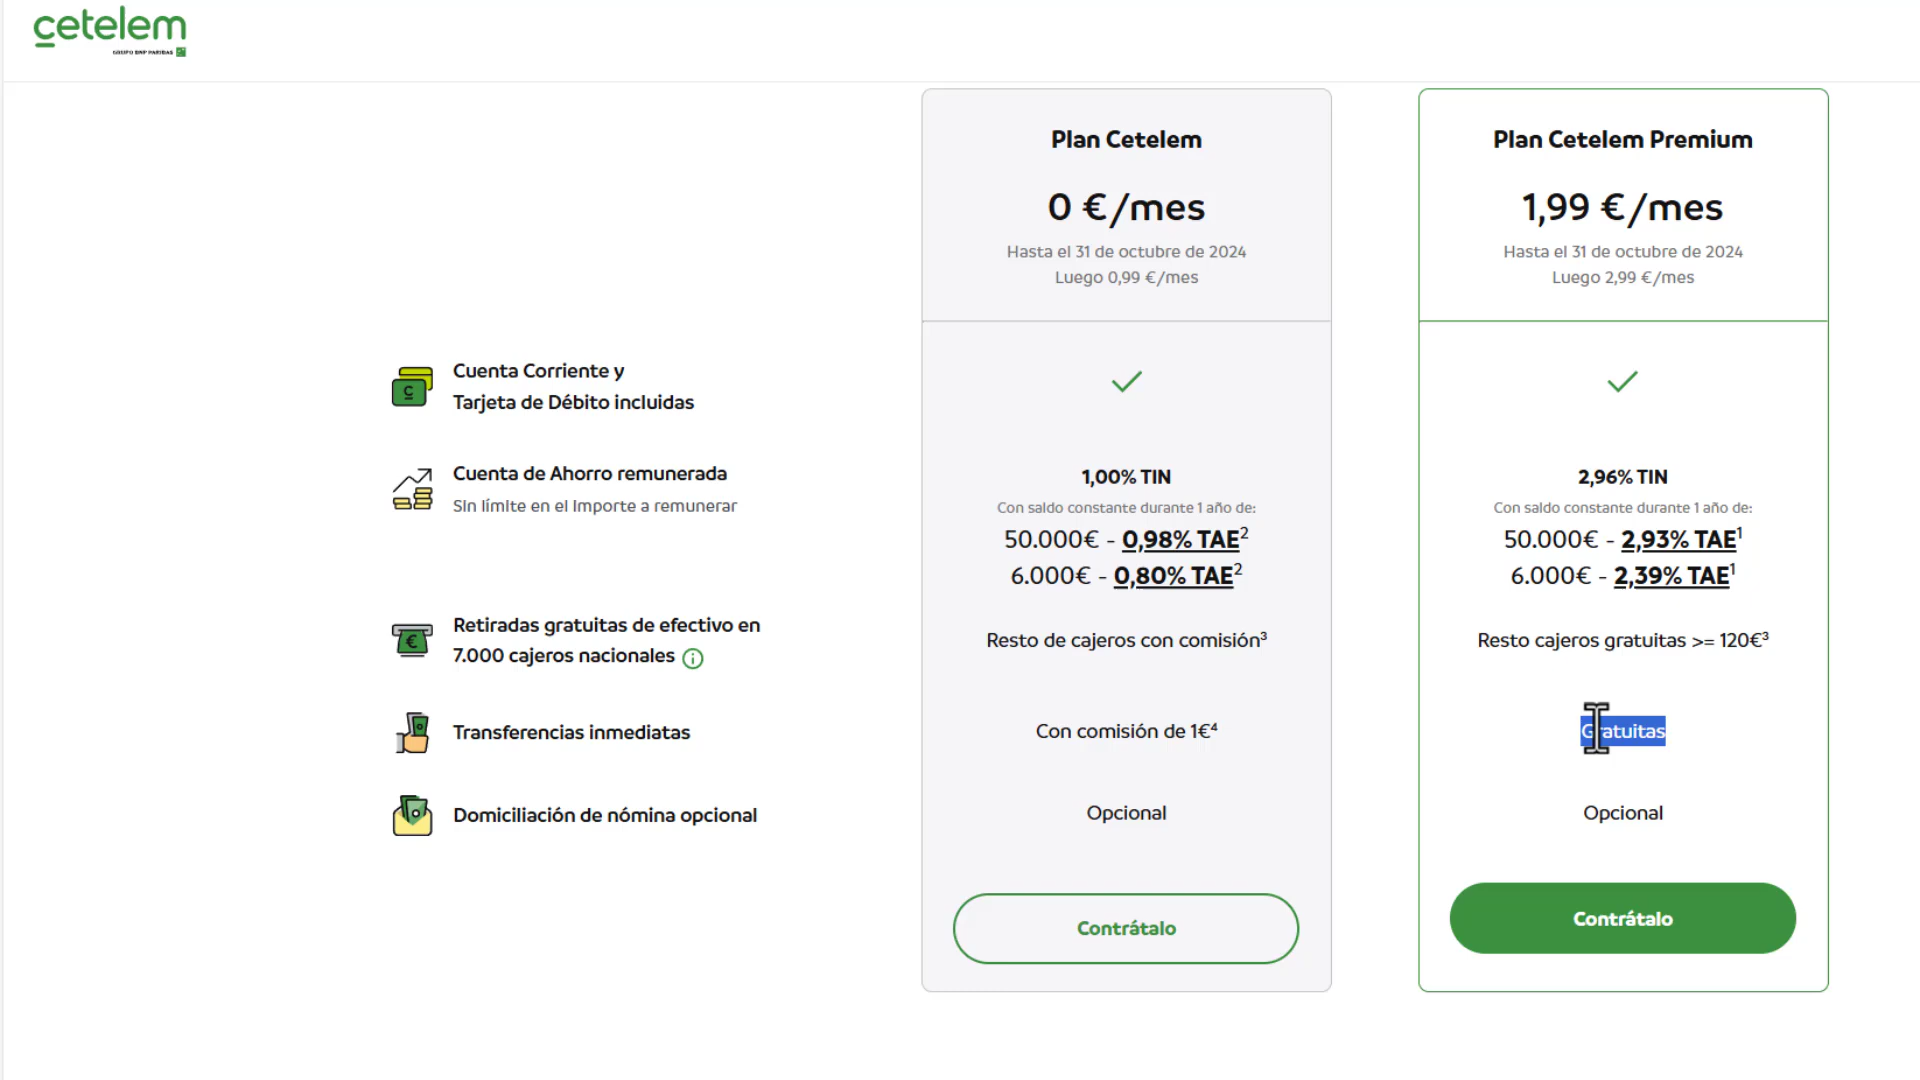 cetelem
GRUPO BNP PARIBAS
Plan Cetelem
0 €/mes
Hasta el 31 de octubre de 2024
Luego 0,99 €/mes
Plan Cetelem Premium
1,99 €/mes
Hasta el 31 de octubre de 2024
Luego 2,99 €/mes
Cuenta Corriente y
Tarjeta de Débito incluidas
Cuenta de Ahorro remunerada
Sin límite en el importe a remunerar
1,00% TIN
Con saldo constante durante 1 año de:
50.000€ - 0,98% TAE²
6.000€ - 0,80% TAE²
2,96% TIN
Con saldo constante durante 1 año de:
50.000€ - 2,93% TAE¹
6.000€ - 2,39% TAE¹
Retiradas gratuitas de efectivo en
7.000 cajeros nacionales
Resto de cajeros con comisión³
Resto cajeros gratuitas >= 120€³
Transferencias inmediatas
Con comisión de 1€⁴
Gratuitas
Domiciliación de nómina opcional
Opcional
Opcional
Contrátalo
Contrátalo